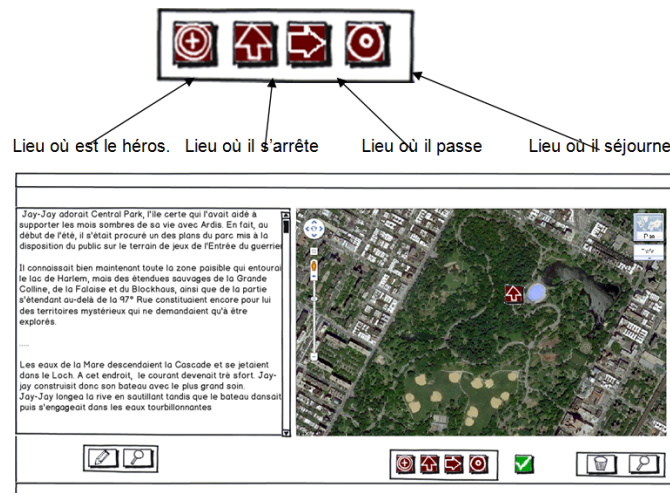 Lieu où est le héros. Lieu où il s'arrête Lieu où il passe Lieu où il séjourne
Jay-Jay adorait Central Park, l'île certe qui l'avait aidé à
supporter les mois sombres de sa vie avec Ardis. En fait, au
début de l'été, il s'était procuré un des plans du parc mis à la
disposition du public sur le terrain de jeux de l'Entrée du guerrier
Il connaissait bien maintenant toute la zone paisible qui entourai
le lac de Harlem, mais des étendues sauvages de la Grande
Colline, de la Falaise et du Blockhaus, ainsi que de la partie
s'étendant au-delà de la 97° Rue constituaient encore pour lui
des territoires mystérieux qui ne demandaient qu'à être
explorés.
.....
Les eaux de la Mare descendaient la Cascade et se jetaient
dans le Loch. A cet endroit, le courant devenait trè sfort. Jay-
jay construisit donc son bateau avec le plus grand soin.
Jay-Jay longea la rive en sautillant tandis que le bateau dansait
puis s'engageait dans les eaux tourbillonnantes